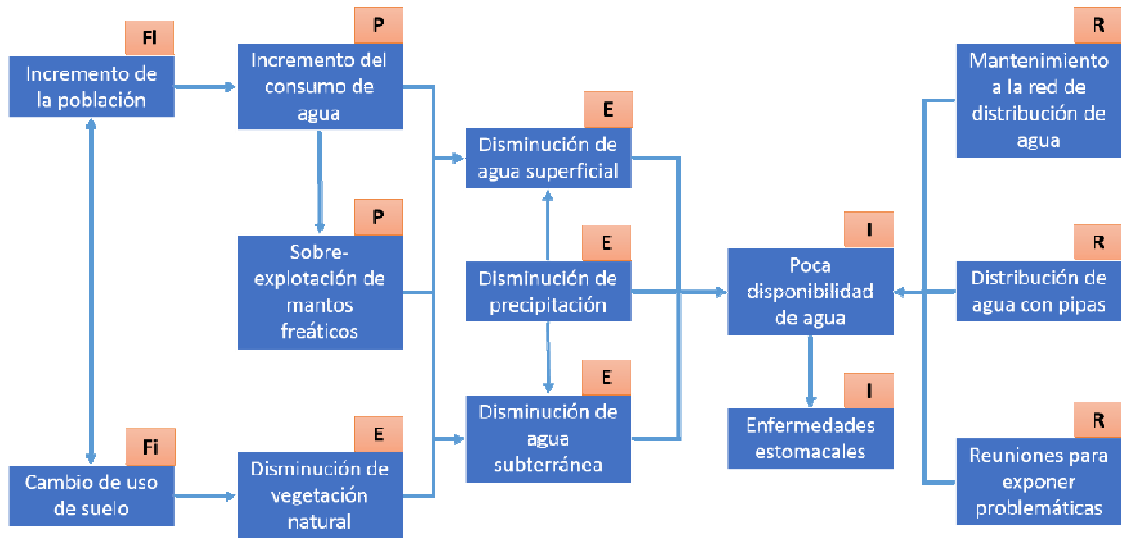 FI
Incremento de
la población
P
Incremento del
consumo de
agua
P
Sobre-
explotación de
mantos
freáticos
Fi
Cambio de uso
de suelo
E
Disminución de
vegetación
natural
E
Disminución de
agua superficial
E
Disminución de
precipitación
E
Disminución de
agua
subterránea
I
Poca
disponibilidad
de agua
I
Enfermedades
estomacales
R
Mantenimiento
a la red de
distribución de
agua
R
Distribución de
agua con pipas
R
Reuniones para
exponer
problemáticas